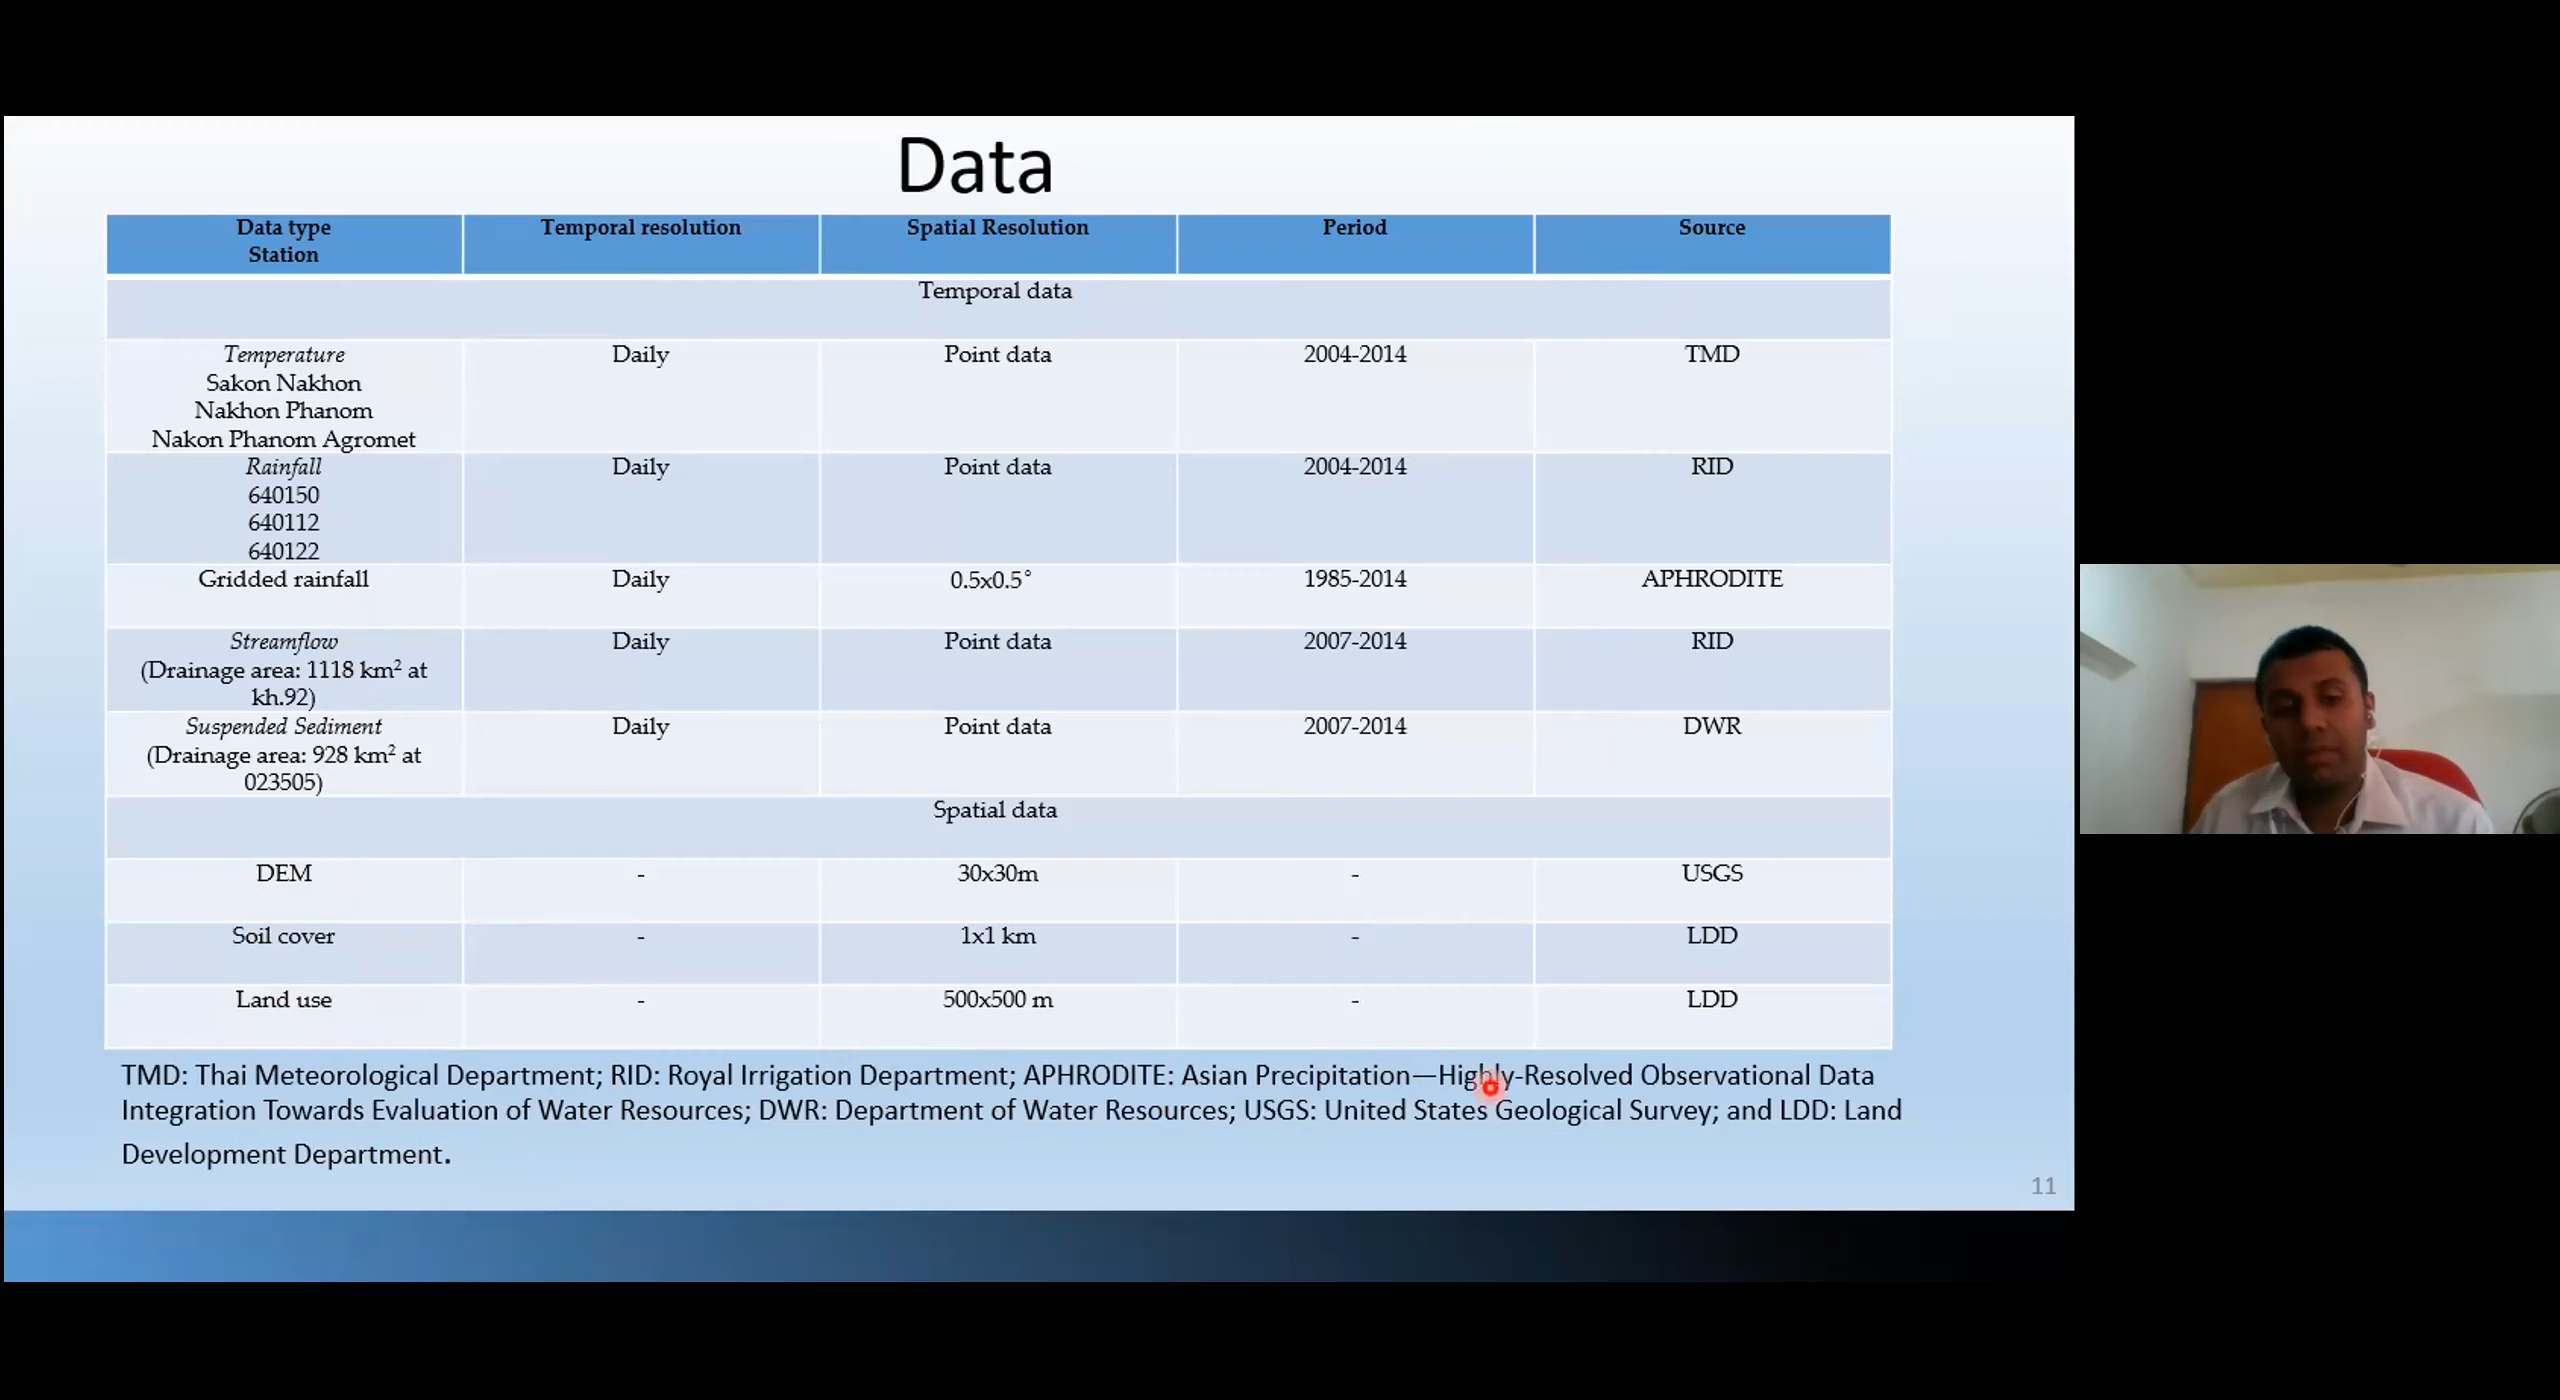 Data
Data type
Station
Temporal resolution
Spatial Resolution
Period
Source
Temporal data
Temperature
Sakon Nakhon
Nakhon Phanom
Nakon Phanom Agromet
Daily
Point data
2004-2014
TMD
Rainfall
640150
640112
640122
Daily
Point data
2004-2014
RID
Gridded rainfall
Daily
0.5x0.5°
1985-2014
APHRODITE
Streamflow
(Drainage area: 1118 km² at
kh.92)
Daily
Point data
2007-2014
RID
Suspended Sediment
(Drainage area: 928 km² at
023505)
Daily
Point data
2007-2014
DWR
Spatial data
DEM
-
30x30m
-
USGS
Soil cover
-
1x1 km
-
LDD
Land use
-
500x500 m
-
LDD
TMD: Thai Meteorological Department; RID: Royal Irrigation Department; APHRODITE: Asian Precipitation—Highly-Resolved Observational Data
Integration Towards Evaluation of Water Resources; DWR: Department of Water Resources; USGS: United States Geological Survey; and LDD: Land
Development Department.
11